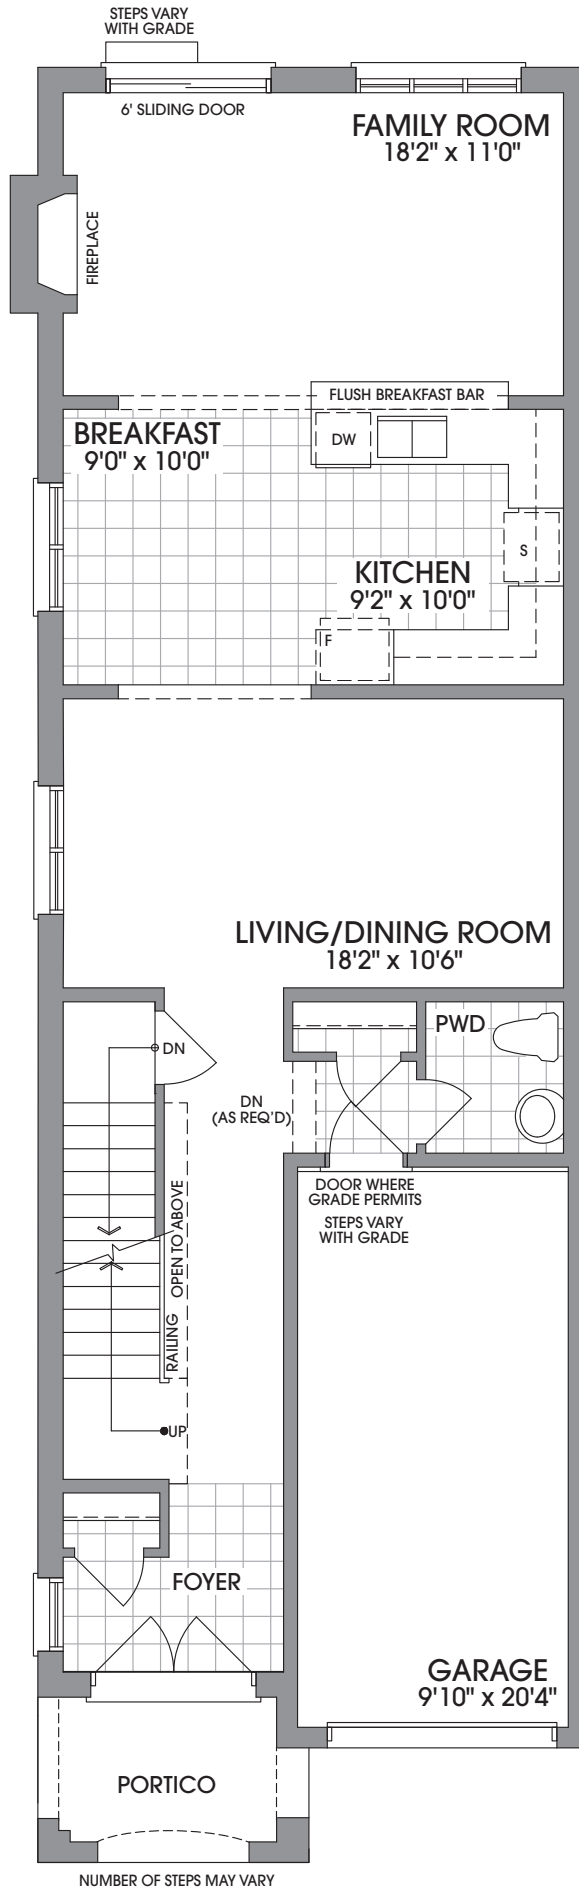 STEPS VARY
WITH GRADE
6' SLIDING DOOR
FAMILY ROOM
18'2" x 11'0"
FIREPLACE
FLUSH BREAKFAST BAR
BREAKFAST
9'0" x 10'0"
DW
S
KITCHEN
9'2" x 10'0"
F
LIVING/DINING ROOM
18'2" x 10'6"
PWD
DN
DN
(AS REQ'D)
DOOR WHERE
GRADE PERMITS
STEPS VARY
WITH GRADE
OPEN TO ABOVE
RAILING
UP
FOYER
GARAGE
9'10" x 20'4"
PORTICO
NUMBER OF STEPS MAY VARY